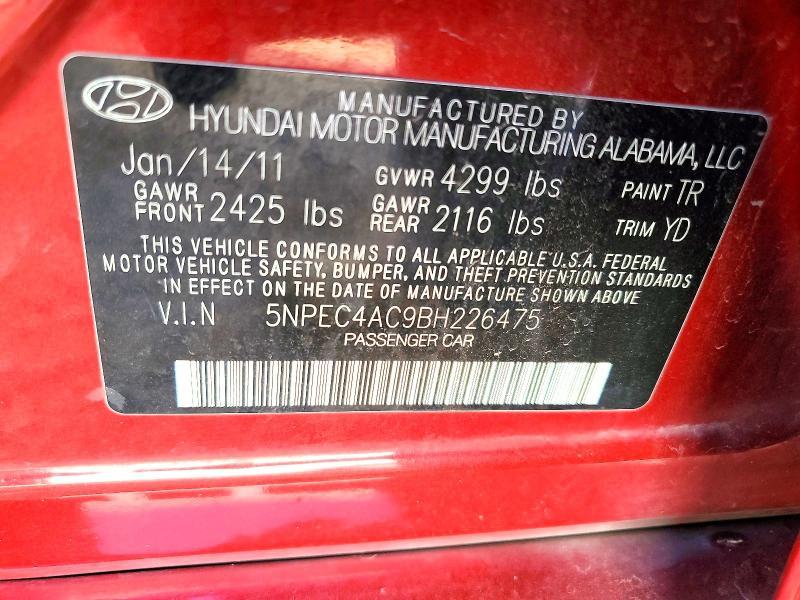 MANUFACTURED BY
HYUNDAI MOTOR MANUFACTURING ALABAMA, LLC
Jan/14/11 GVWR 4299 lbs PAINT TR
GAWR FRONT 2425 lbs GAWR REAR 2116 lbs TRIM YD
THIS VEHICLE CONFORMS TO ALL APPLICABLE U.S.A. FEDERAL
MOTOR VEHICLE SAFETY, BUMPER, AND THEFT PREVENTION STANDARDS
IN EFFECT ON THE DATE OF MANUFACTURE SHOWN ABOVE
V.I.N 5NPEC4AC9BH226475
PASSENGER CAR